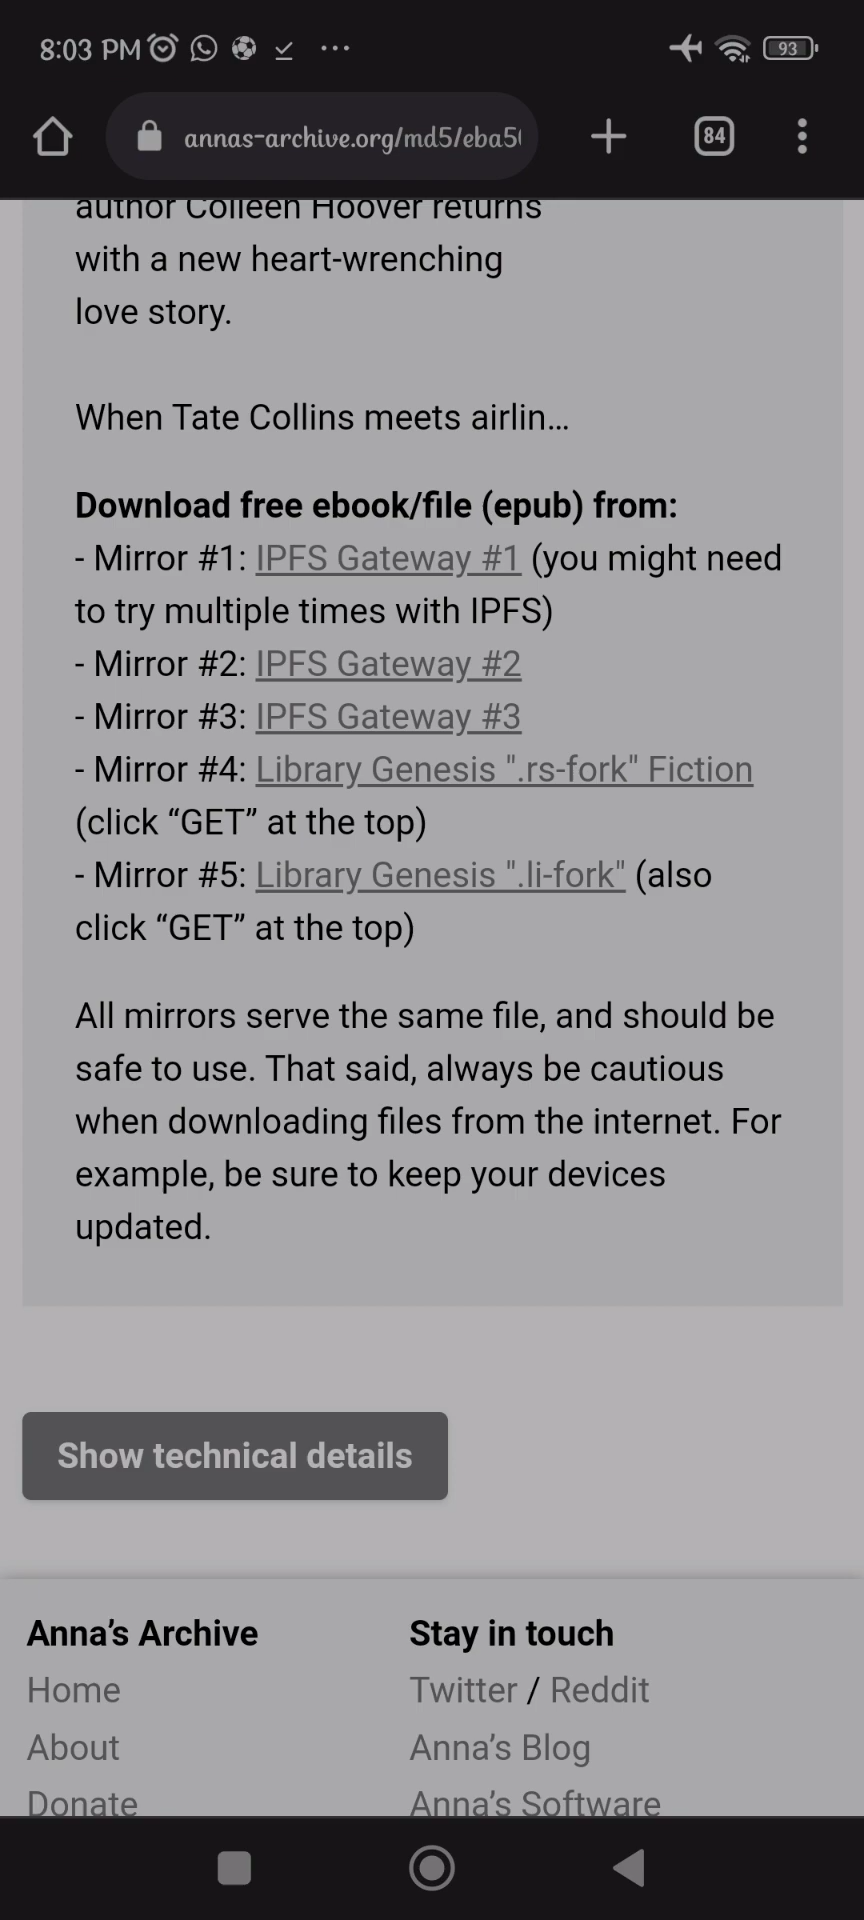 8:03 PM
93
annas-archive.org/md5/eba5
84
author Colleen Hoover returns
with a new heart-wrenching
love story.
When Tate Collins meets airlin…
Download free ebook/file (epub) from:
- Mirror #1: IPFS Gateway #1 (you might need
to try multiple times with IPFS)
- Mirror #2: IPFS Gateway #2
- Mirror #3: IPFS Gateway #3
- Mirror #4: Library Genesis ".rs-fork" Fiction
(click “GET” at the top)
- Mirror #5: Library Genesis ".li-fork" (also
click “GET” at the top)
All mirrors serve the same file, and should be
safe to use. That said, always be cautious
when downloading files from the internet. For
example, be sure to keep your devices
updated.
Show technical details
Anna’s Archive
Home
About
Donate
Stay in touch
Twitter / Reddit
Anna’s Blog
Anna’s Software